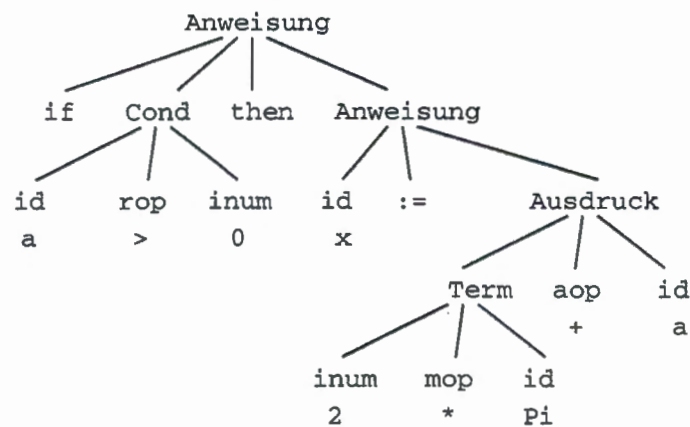 Anweisung
if Cond then Anweisung
id rop inum id := Ausdruck
a > 0 x
Term aop id
+ a
inum mop id
2 * Pi